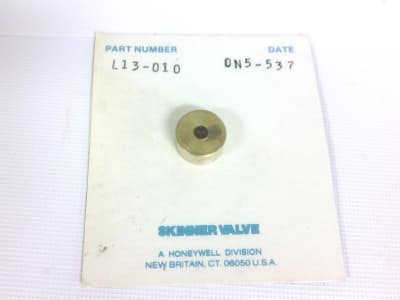 PART NUMBER DATE
L13-010 0N5-537
SKINNER VALVE
A HONEYWELL DIVISION
NEW BRITAIN, CT. 06050 U.S.A.